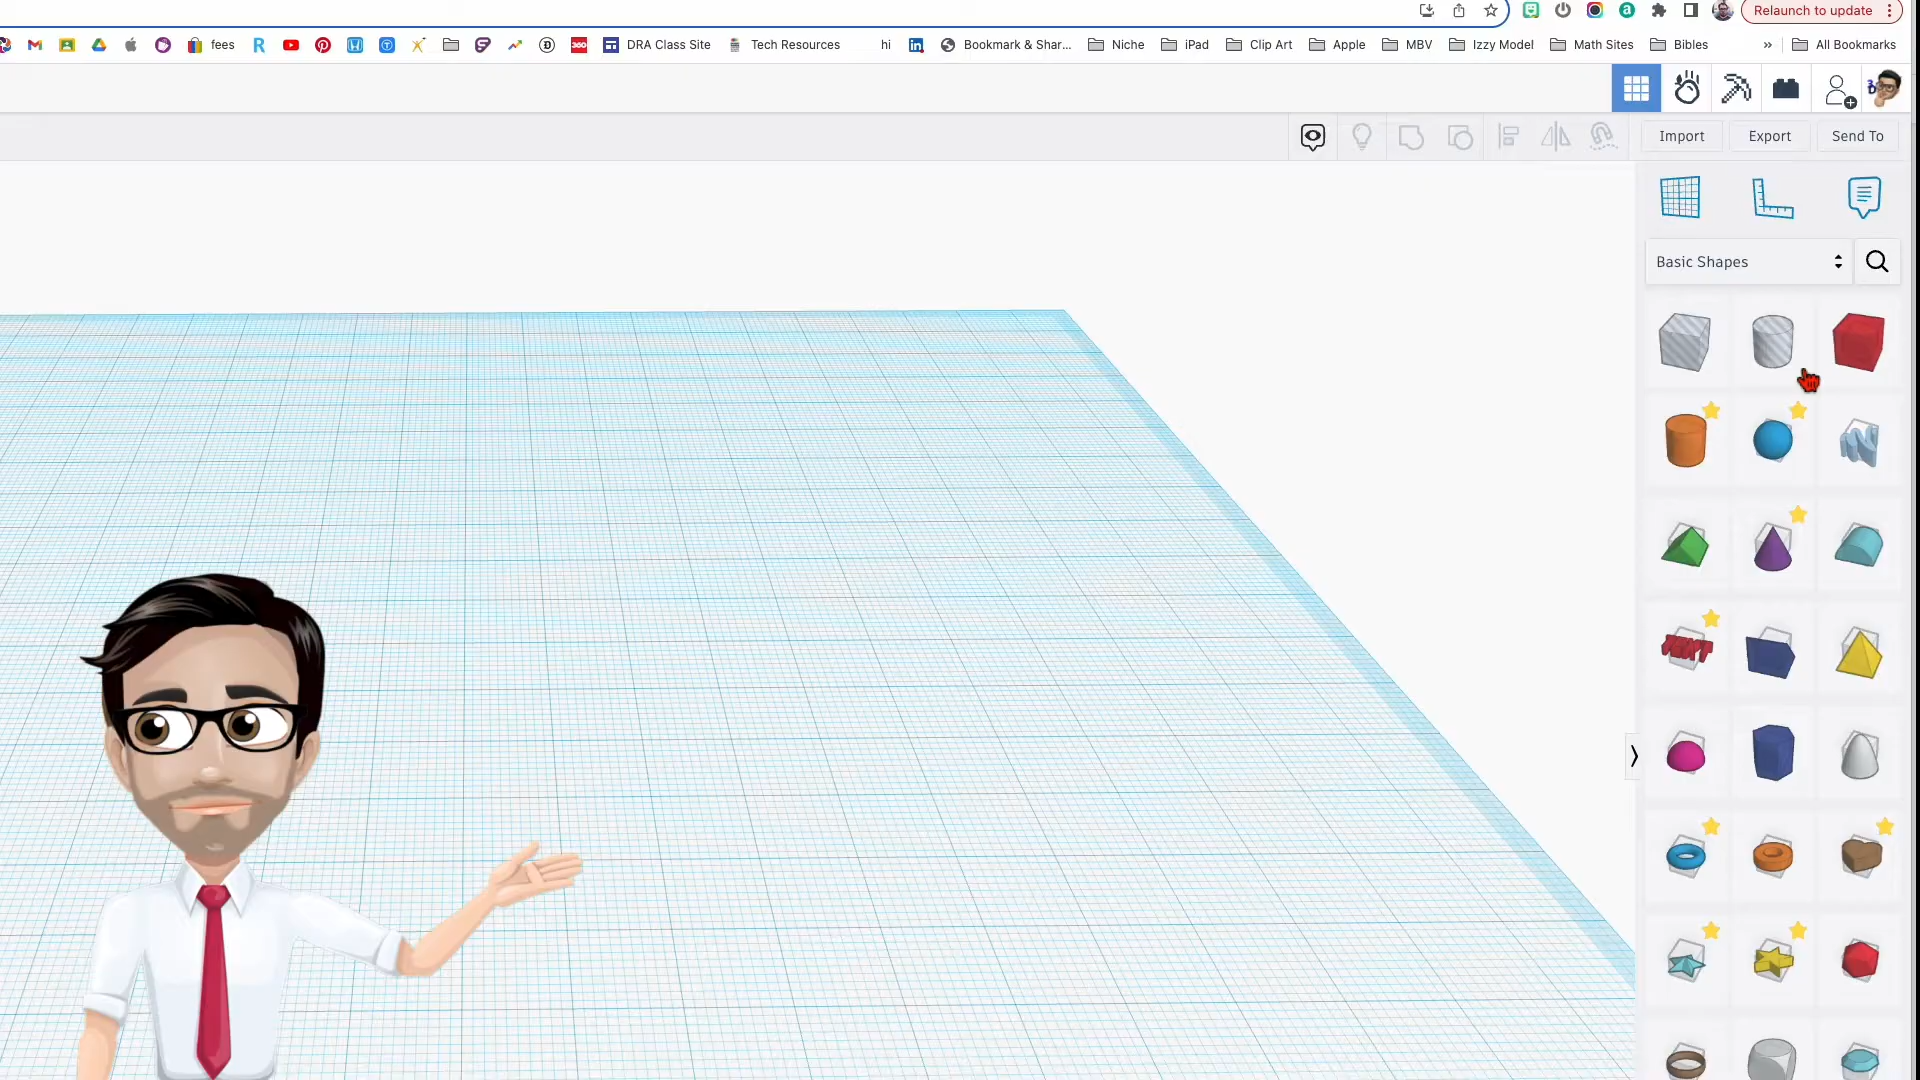 Relaunch to update
fees
DRA Class Site
Tech Resources
hi
Bookmark & Shar...
Niche
iPad
Clip Art
Apple
MBV
Izzy Model
Math Sites
Bibles
»
All Bookmarks
Import
Export
Send To
Basic Shapes